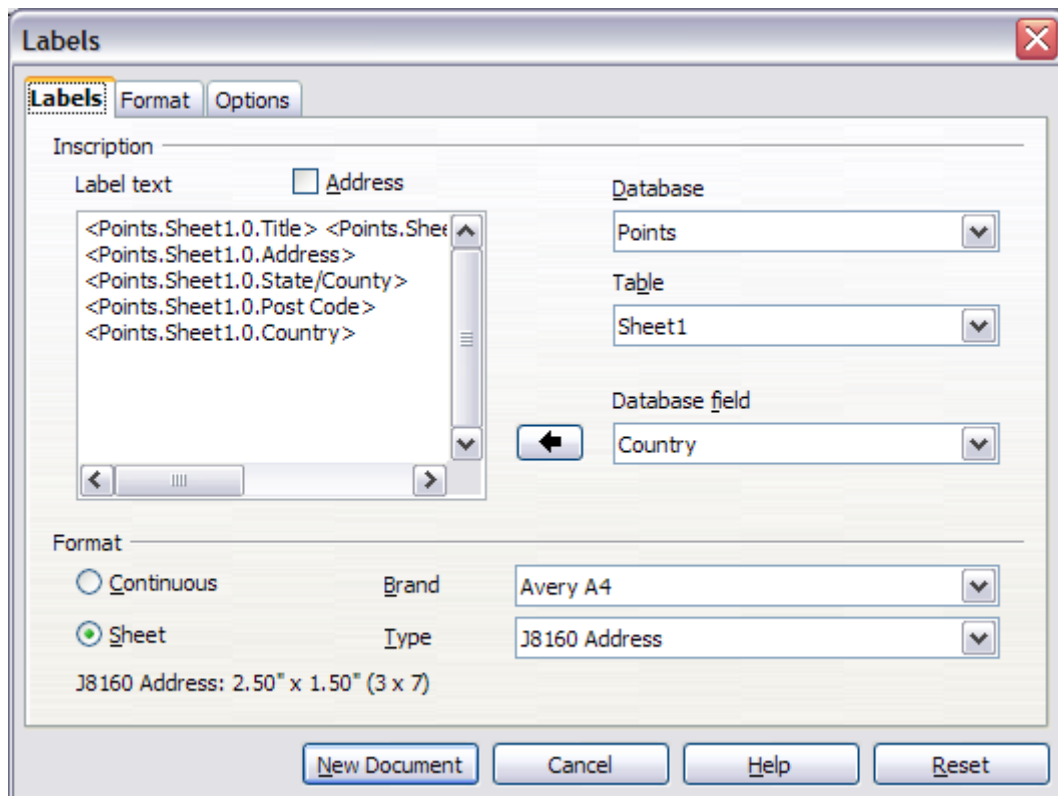 Labels
Labels Format Options
Inscription
Label text Address
Database
<Points.Sheet1.0.Title> <Points.Shee
<Points.Sheet1.0.Address>
<Points.Sheet1.0.State/County>
<Points.Sheet1.0.Post Code>
<Points.Sheet1.0.Country>
Points
Table
Sheet1
Database field
Country
Format
Continuous Brand Avery A4
Sheet Type J8160 Address
J8160 Address: 2.50" x 1.50" (3 x 7)
New Document Cancel Help Reset